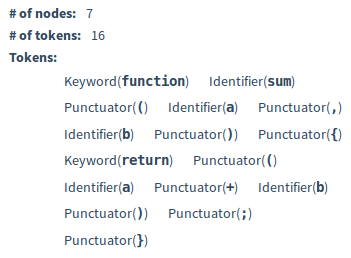 # of nodes: 7
# of tokens: 16
Tokens:
Keyword(function) Identifier(sum)
Punctuator(() Identifier(a) Punctuator(,)
Identifier(b) Punctuator()) Punctuator({)
Keyword(return) Punctuator(()
Identifier(a) Punctuator(+) Identifier(b)
Punctuator()) Punctuator(;)
Punctuator(})